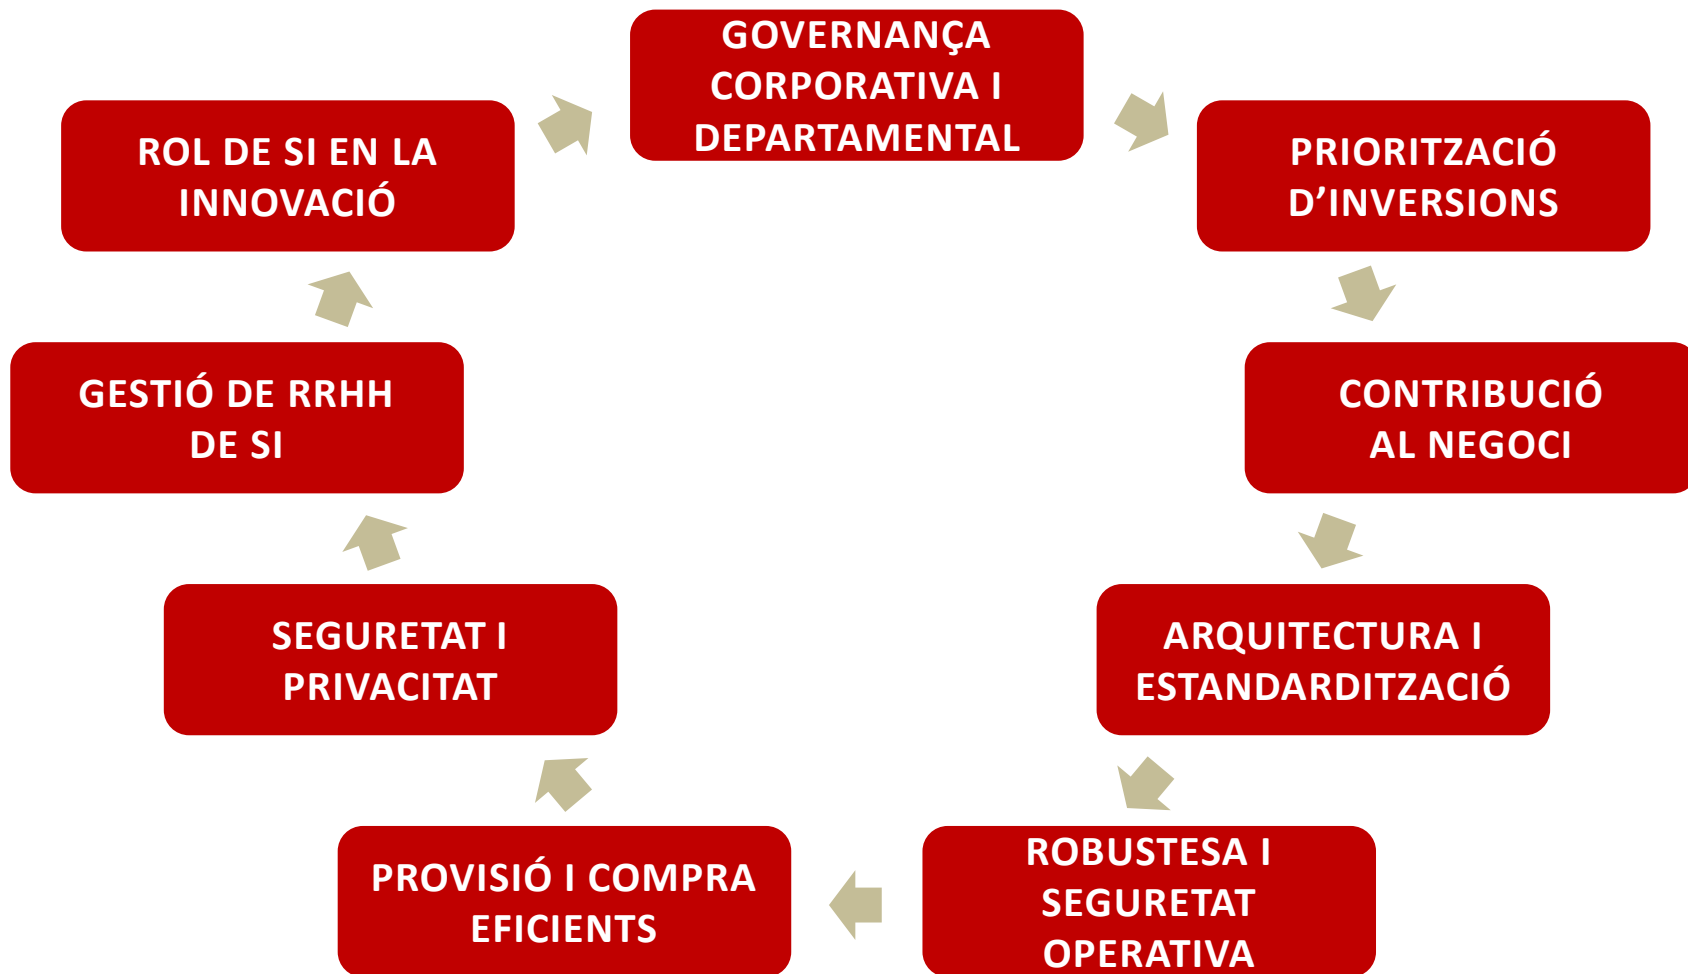 GOVERNANÇA
CORPORATIVA I
DEPARTAMENTAL
PRIORITZACIÓ
D’INVERSIONS
CONTRIBUCIÓ
AL NEGOCI
ARQUITECTURA I
ESTANDARDITZACIÓ
ROBUSTESA I
SEGURETAT
OPERATIVA
PROVISIÓ I COMPRA
EFICIENTS
SEGURETAT I
PRIVACITAT
GESTIÓ DE RRHH
DE SI
ROL DE SI EN LA
INNOVACIÓ